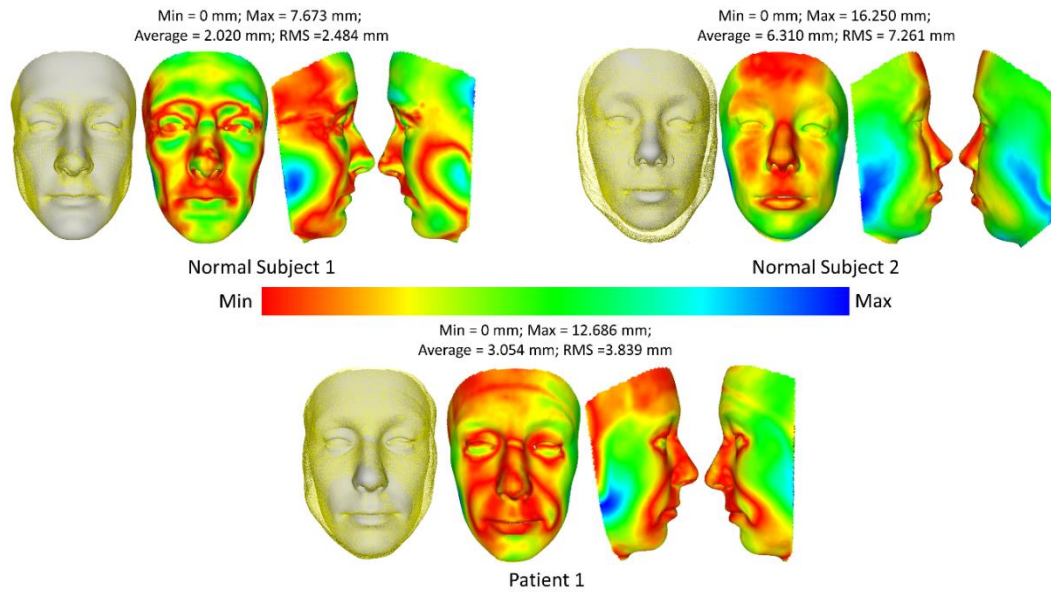 Min = 0 mm; Max = 7.673 mm;
Average = 2.020 mm; RMS =2.484 mm
Min = 0 mm; Max = 16.250 mm;
Average = 6.310 mm; RMS = 7.261 mm
Normal Subject 1
Normal Subject 2
Min
Max
Min = 0 mm; Max = 12.686 mm;
Average = 3.054 mm; RMS =3.839 mm
Patient 1